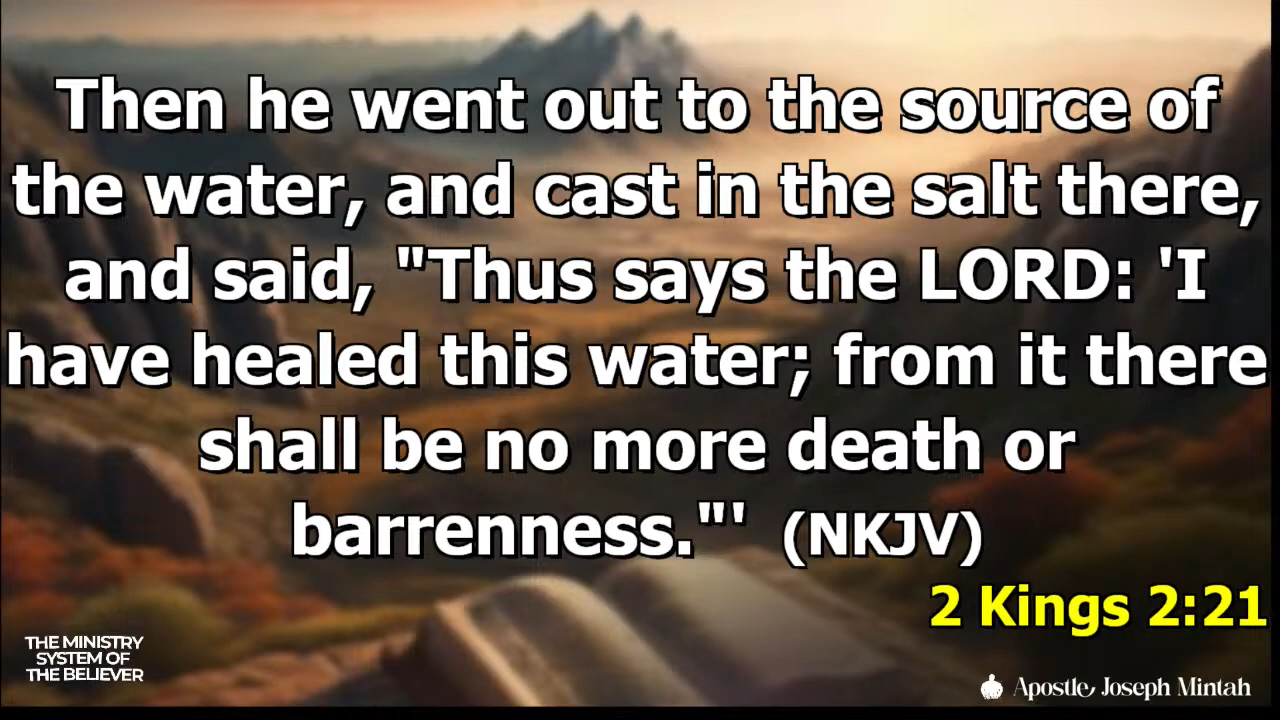 Then he went out to the source of
the water, and cast in the salt there,
and said, "Thus says the LORD: 'I
have healed this water; from it there
shall be no more death or
barrenness."' (NKJV)
2 Kings 2:21
THE MINISTRY
SYSTEM OF
THE BELIEVER
Apostle Joseph Mintah